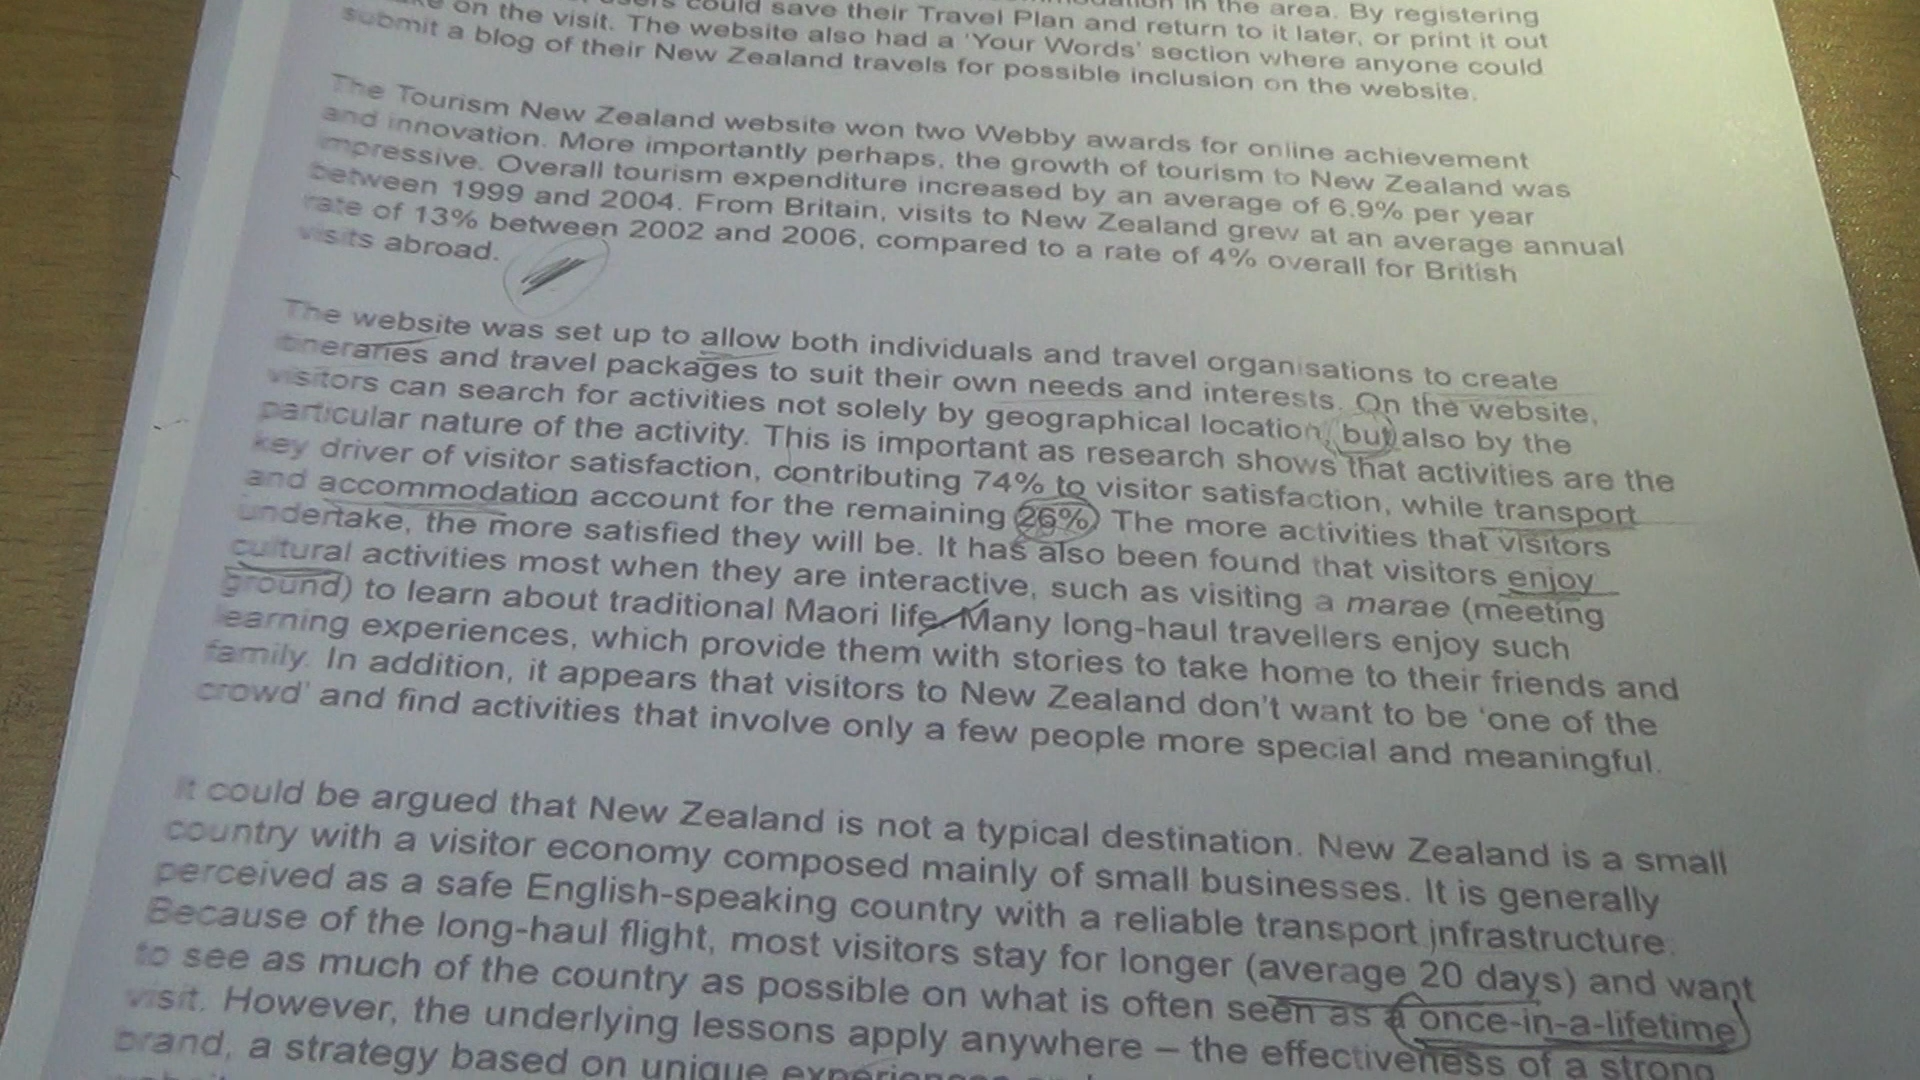 on the visit. The website also had a 'Your Words' section where anyone could
could save their Travel Plan and return to it later, or print it out
in the area. By registering
submit a blog of their New Zealand travels for possible inclusion on the website.
The Tourism New Zealand website won two Webby awards for online achievement
and innovation. More importantly perhaps, the growth of tourism to New Zealand was
impressive. Overall tourism expenditure increased by an average of 6.9% per year
between 1999 and 2004. From Britain, visits to New Zealand grew at an average annual
rate of 13% between 2002 and 2006, compared to a rate of 4% overall for British
visits abroad.
The website was set up to allow both individuals and travel organisations to create
itineraries and travel packages to suit their own needs and interests. On the website,
visitors can search for activities not solely by geographical location, but also by the
particular nature of the activity. This is important as research shows that activities are the
key driver of visitor satisfaction, contributing 74% to visitor satisfaction, while transport
and accommodation account for the remaining 26%. The more activities that visitors
undertake, the more satisfied they will be. It has also been found that visitors enjoy
cultural activities most when they are interactive, such as visiting a marae (meeting
ground) to learn about traditional Maori life. Many long-haul travellers enjoy such
learning experiences, which provide them with stories to take home to their friends and
family. In addition, it appears that visitors to New Zealand don't want to be 'one of the
crowd' and find activities that involve only a few people more special and meaningful.
It could be argued that New Zealand is not a typical destination. New Zealand is a small
country with a visitor economy composed mainly of small businesses. It is generally
perceived as a safe English-speaking country with a reliable transport infrastructure.
Because of the long-haul flight, most visitors stay for longer (average 20 days) and want
to see as much of the country as possible on what is often seen as a once-in-a-lifetime
visit. However, the underlying lessons apply anywhere – the effectiveness of a strong
brand, a strategy based on unique